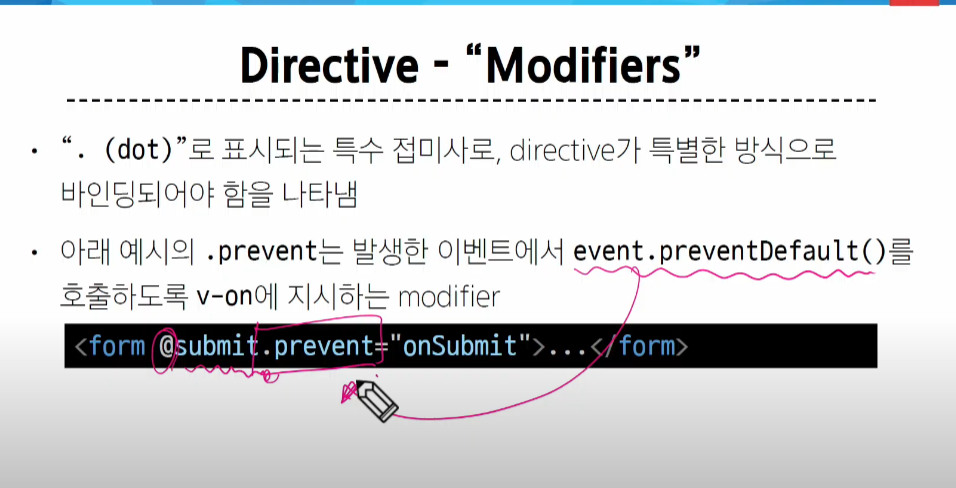 Directive - “Modifiers”
• “. (dot)”로 표시되는 특수 접미사로, directive가 특별한 방식으로
바인딩되어야 함을 나타냄
• 아래 예시의 .prevent는 발생한 이벤트에서 event.preventDefault()를
호출하도록 v-on에 지시하는 modifier
<form @submit.prevent="onSubmit">...</form>